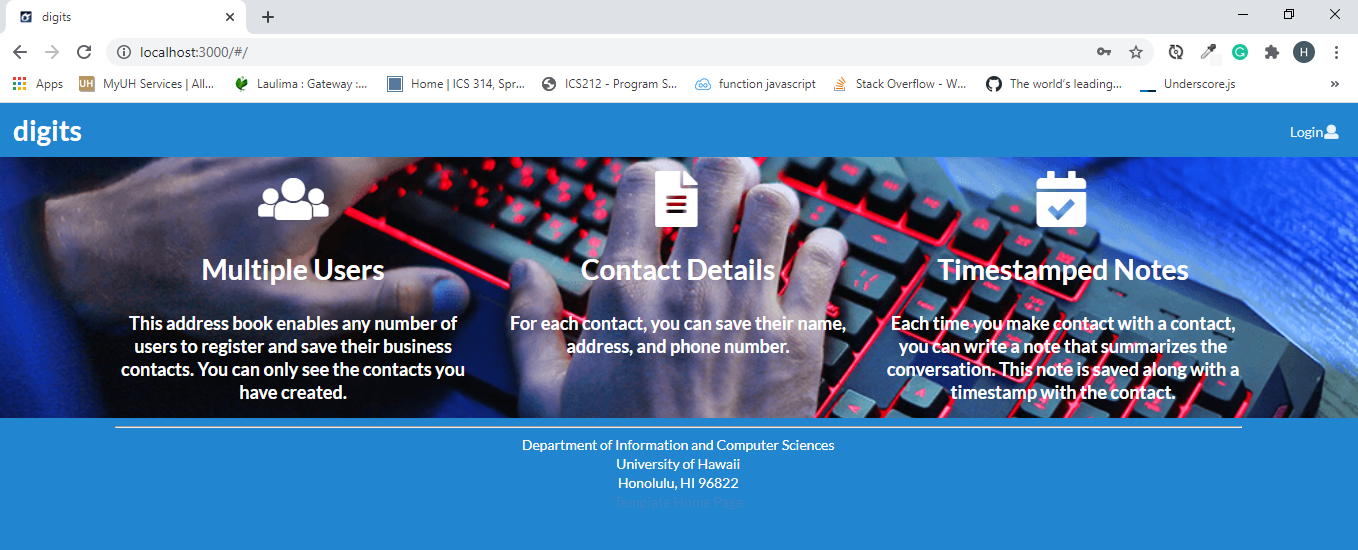 digits
localhost:3000/#/
H
Apps
UH MyUH Services | All...
Laulima : Gateway :...
Home | ICS 314, Spr...
ICS212 - Program S...
function javascript
Stack Overflow - W...
The world's leading...
Underscore.js
»
digits
Login
Multiple Users
This address book enables any number of
users to register and save their business
contacts. You can only see the contacts you
have created.
Contact Details
For each contact, you can save their name,
address, and phone number.
Timestamped Notes
Each time you make contact with a contact,
you can write a note that summarizes the
conversation. This note is saved along with a
timestamp with the contact.
Department of Information and Computer Sciences
University of Hawaii
Honolulu, HI 96822
Template Home Page